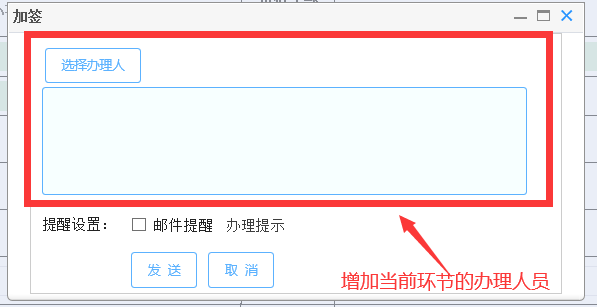 加签
选择办理人
提醒设置： 邮件提醒 办理提示
发 送 取 消
增加当前环节的办理人员